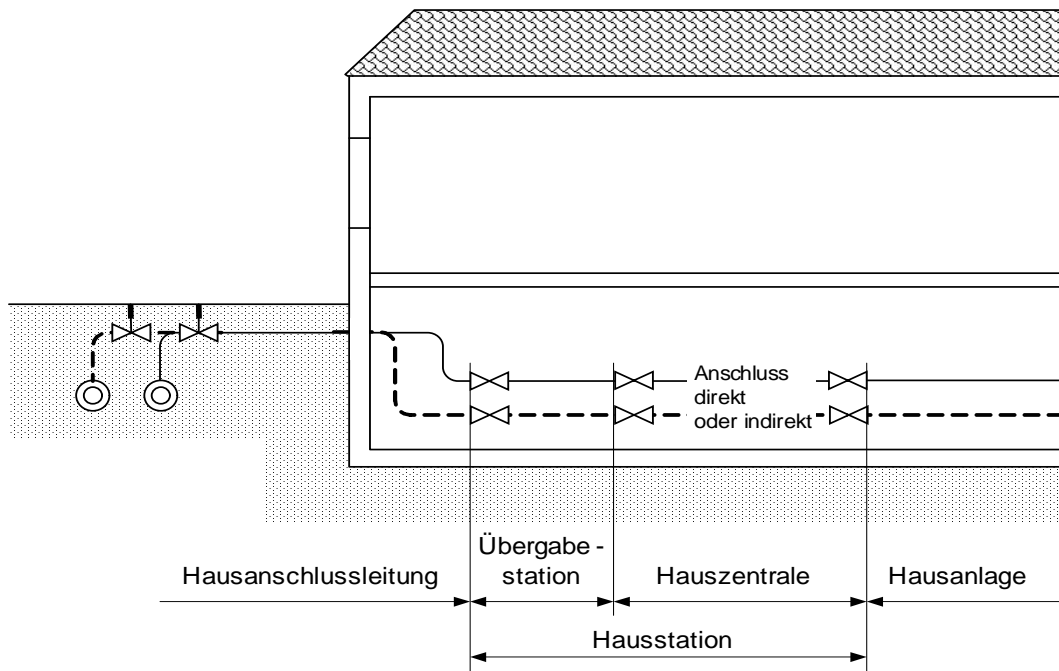 Anschluss
direkt
oder indirekt
Übergabe -
station
Hausanschlussleitung
Hauszentrale
Hausanlage
Hausstation